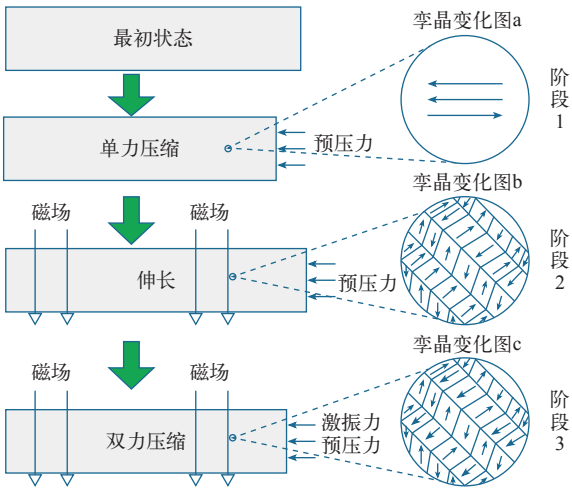 最初状态
孪晶变化图a
单力压缩
预压力
阶段1
磁场 磁场
孪晶变化图b
伸长
预压力
阶段2
磁场 磁场
孪晶变化图c
双力压缩
激振力
预压力
阶段3